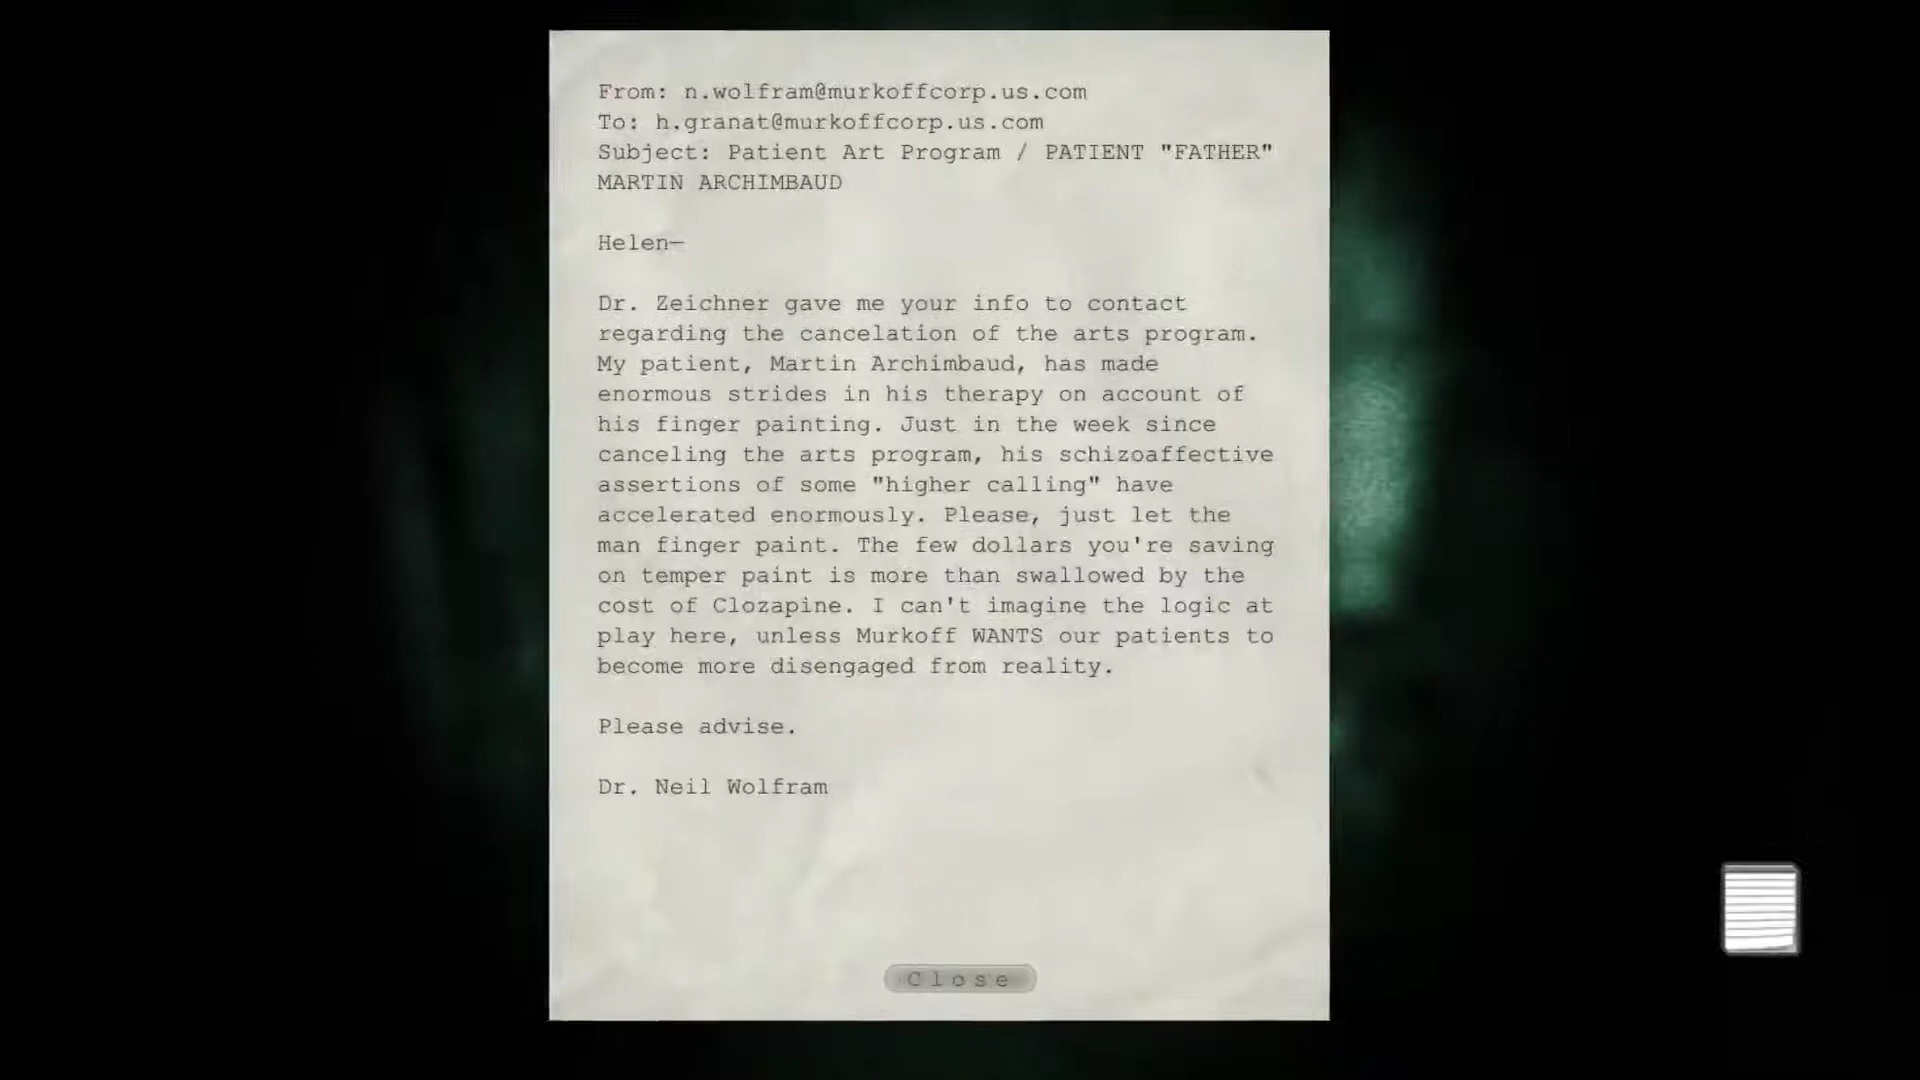 From: n.wolfram@murkoffcorp.us.com
To: h.granat@murkoffcorp.us.com
Subject: Patient Art Program / PATIENT "FATHER"
MARTIN ARCHIMBAUD
Helen—
Dr. Zeichner gave me your info to contact
regarding the cancelation of the arts program.
My patient, Martin Archimbaud, has made
enormous strides in his therapy on account of
his finger painting. Just in the week since
canceling the arts program, his schizoaffective
assertions of some "higher calling" have
accelerated enormously. Please, just let the
man finger paint. The few dollars you're saving
on temper paint is more than swallowed by the
cost of Clozapine. I can't imagine the logic at
play here, unless Murkoff WANTS our patients to
become more disengaged from reality.
Please advise.
Dr. Neil Wolfram
Close